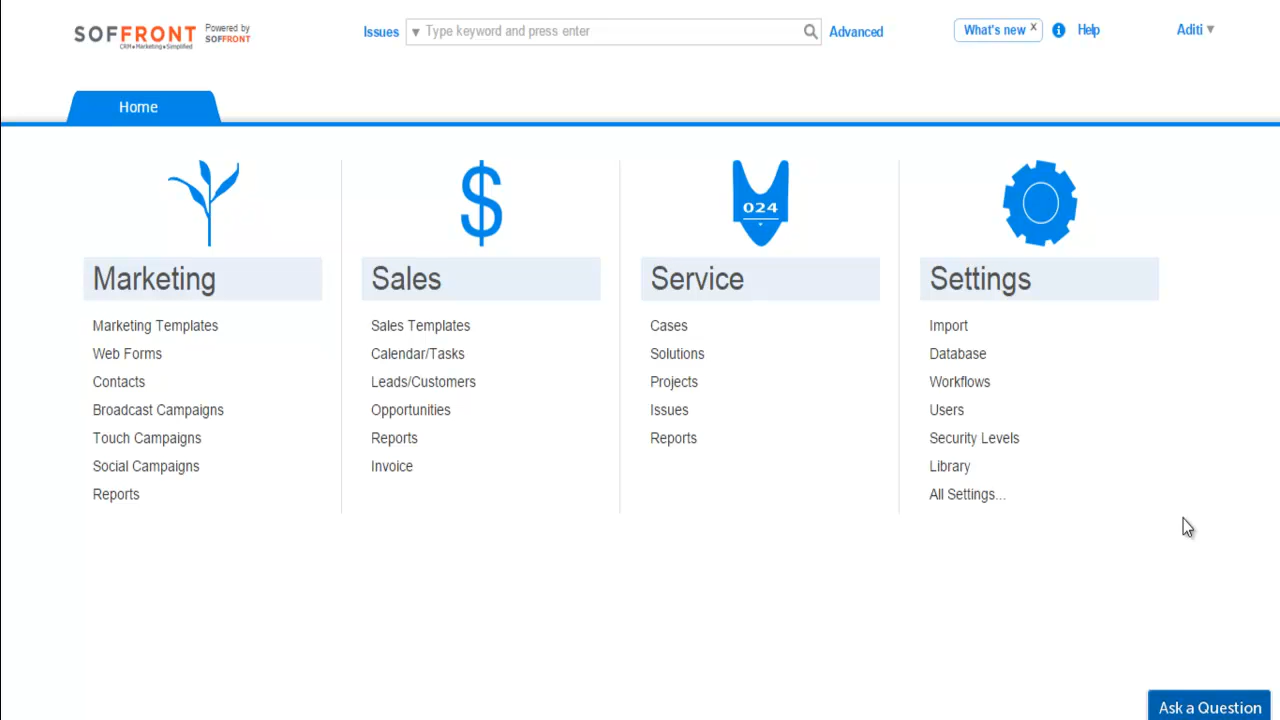 SOFFRONT
CRM•Marketing•Simplified
Powered by
SOFFRONT
Issues ▼ Type keyword and press enter Advanced
What's new x i Help
Aditi ▼
Home
024
Marketing
Marketing Templates
Web Forms
Contacts
Broadcast Campaigns
Touch Campaigns
Social Campaigns
Reports
Sales
Sales Templates
Calendar/Tasks
Leads/Customers
Opportunities
Reports
Invoice
Service
Cases
Solutions
Projects
Issues
Reports
Settings
Import
Database
Workflows
Users
Security Levels
Library
All Settings...
Ask a Question